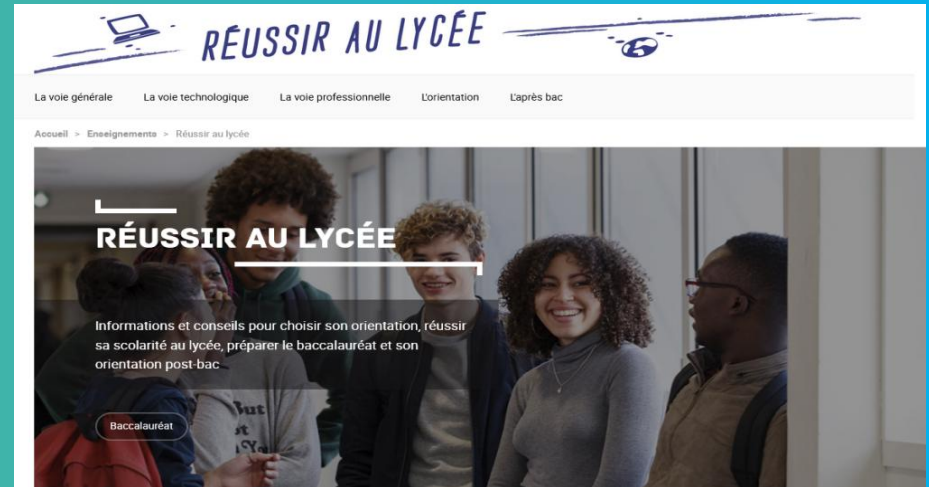 RÉUSSIR AU LYCÉE
La voie générale La voie technologique La voie professionnelle L'orientation L'après bac
Accueil > Enseignements > Réussir au lycée
RÉUSSIR AU LYCÉE
Informations et conseils pour choisir son orientation, réussir
sa scolarité au lycée, préparer le baccalauréat et son
orientation post-bac
Baccalauréat
But